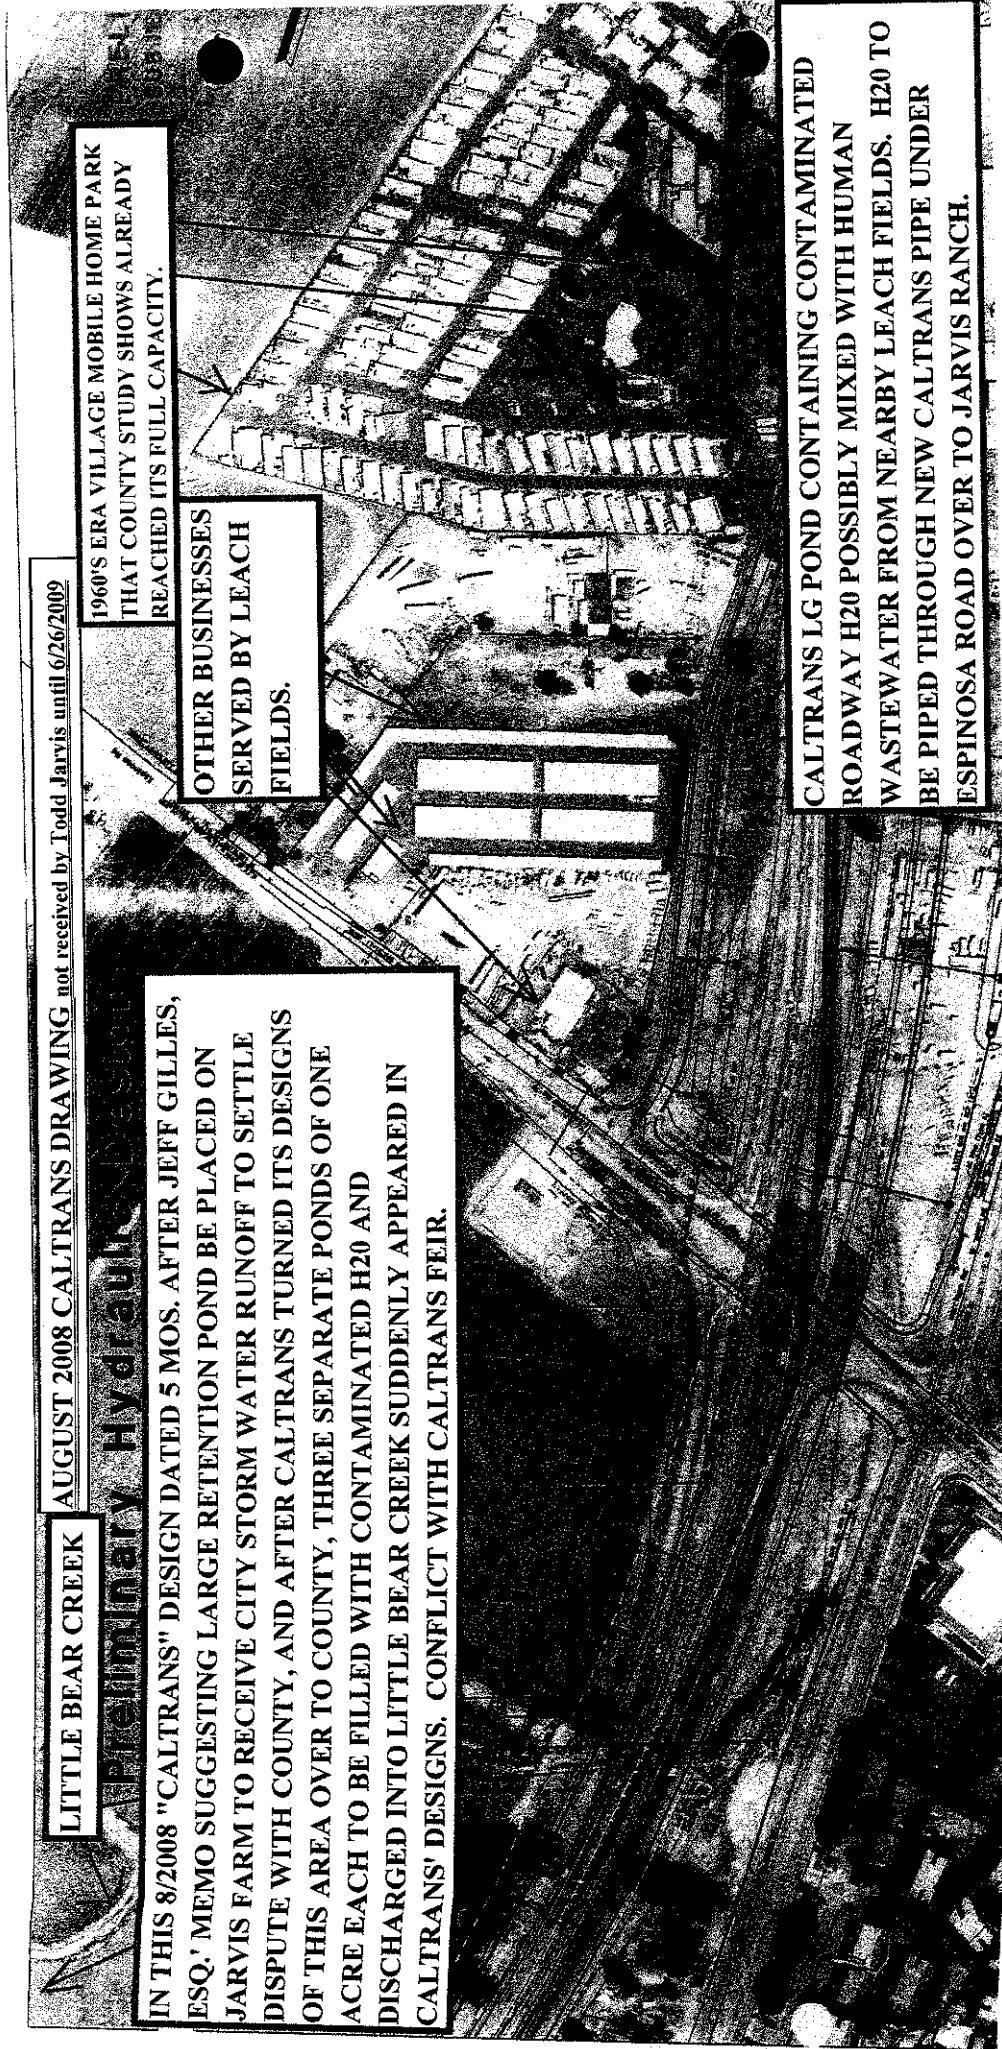 LITTLE BEAR CREEK
AUGUST 2008 CALTRANS DRAWING not received by Todd Jarvis until 6/26/2009
Preliminary Hydraulic
1960'S ERA VILLAGE MOBILE HOME PARK
THAT COUNTY STUDY SHOWS ALREADY
REACHED ITS FULL CAPACITY.
OTHER BUSINESSES
SERVED BY LEACH
FIELDS.
IN THIS 8/2008 "CALTRANS" DESIGN DATED 5 MOS. AFTER JEFF GILLES,
ESQ.' MEMO SUGGESTING LARGE RETENTION POND BE PLACED ON
JARVIS FARM TO RECEIVE CITY STORM WATER RUNOFF TO SETTLE
DISPUTE WITH COUNTY, AND AFTER CALTRANS TURNED ITS DESIGNS
OF THIS AREA OVER TO COUNTY, THREE SEPARATE PONDS OF ONE
ACRE EACH TO BE FILLED WITH CONTAMINATED H20 AND
DISCHARGED INTO LITTLE BEAR CREEK SUDDENLY APPEARED IN
CALTRANS' DESIGNS. CONFLICT WITH CALTRANS FEIR.
CALTRANS LG POND CONTAINING CONTAMINATED
ROADWAY H20 POSSIBLY MIXED WITH HUMAN
WASTEWATER FROM NEARBY LEACH FIELDS. H20 TO
BE PIPED THROUGH NEW CALTRANS PIPE UNDER
ESPINOSA ROAD OVER TO JARVIS RANCH.